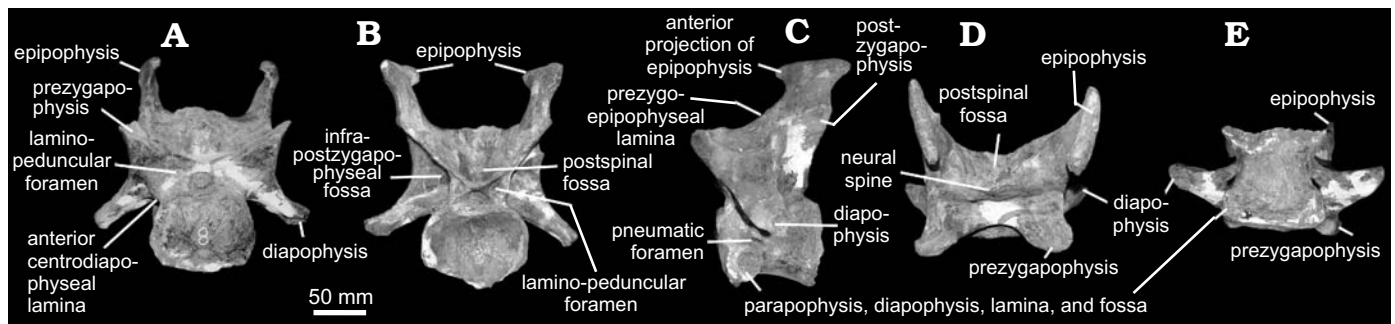 A
epipophysis
prezygapo-
physis
lamino-
peduncular
foramen
anterior
centrodiapo-
physeal
lamina
diapophysis
8
50 mm
B
epipophysis
infra-
postzygapo-
physeal
fossa
postspinal
fossa
lamino-peduncular
foramen
C
anterior
projection of
epipophysis
post-
zygapo-
physis
prezygo-
epipophyseal
lamina
pneumatic
foramen
diapo-
physis
parapophysis, diapophysis, lamina, and fossa
D
epipophysis
postspinal
fossa
neural
spine
diapo-
physis
prezygapophysis
E
epipophysis
prezygapophysis